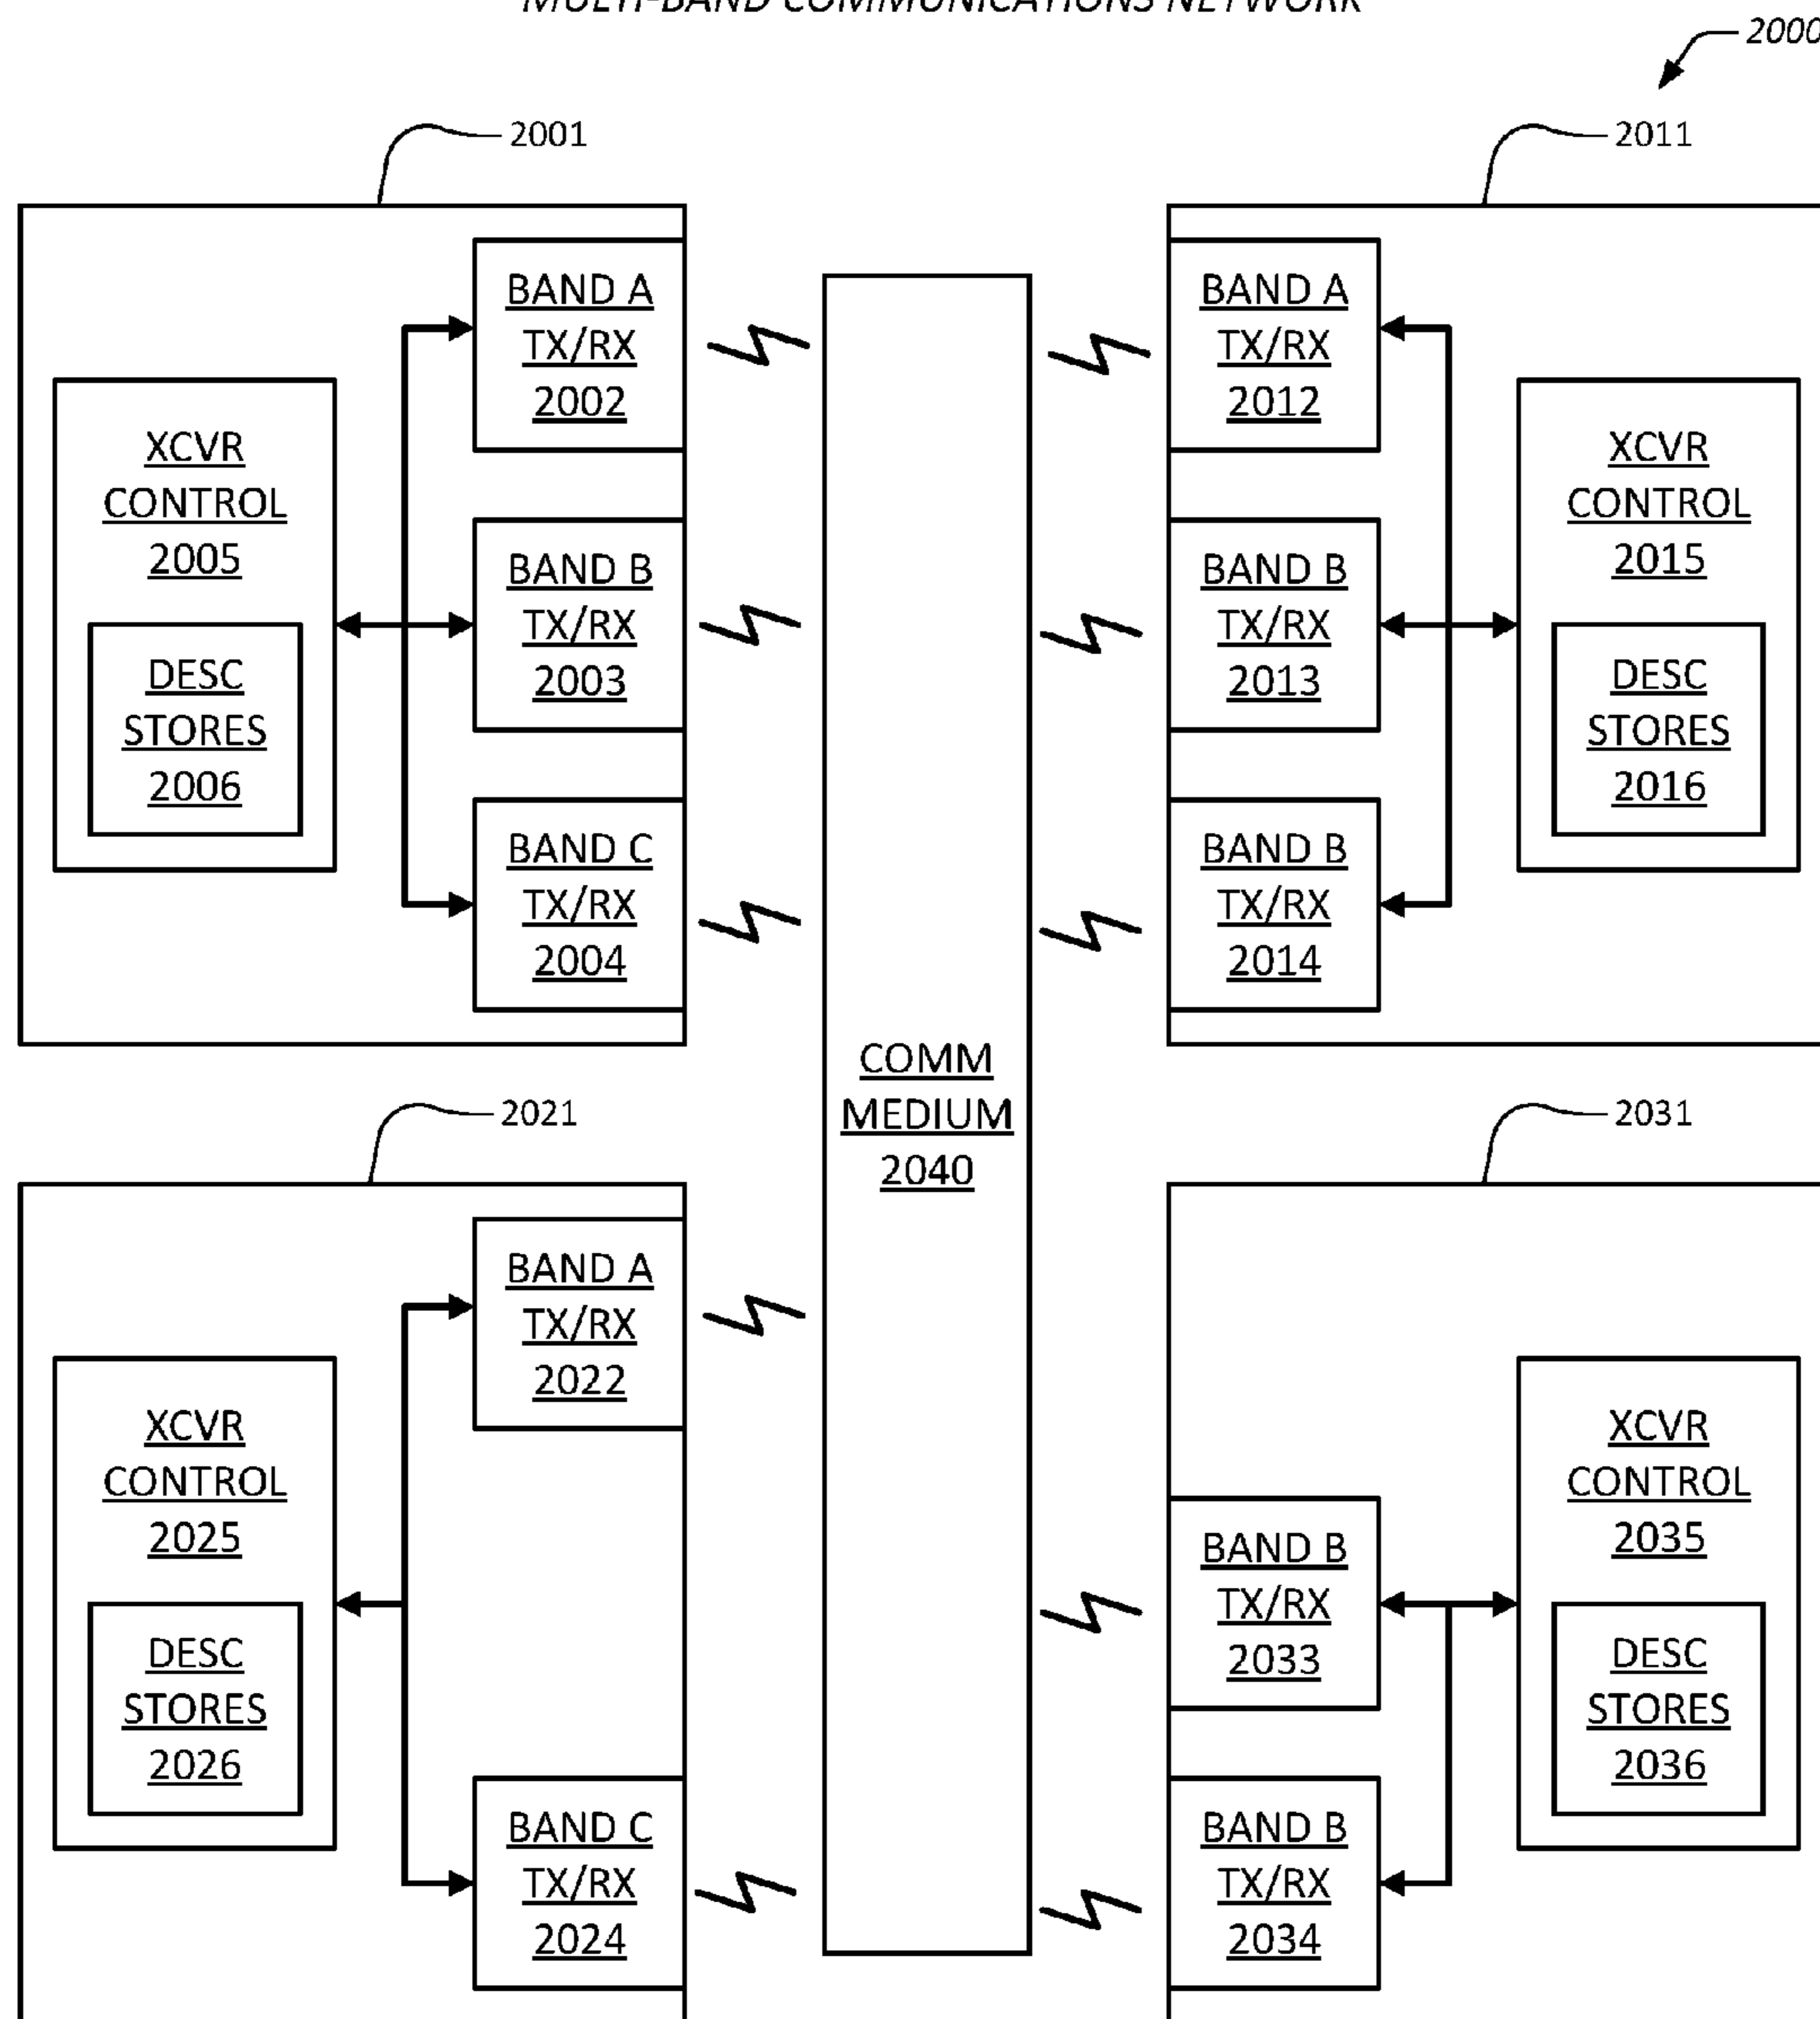 MULTI-BAND COMMUNICATIONS NETWORK
2000
2001
2011
BAND A
TX/RX
2002
XCVR
CONTROL
2005
BAND B
TX/RX
2003
DESC
STORES
2006
BAND C
TX/RX
2004
BAND A
TX/RX
2012
XCVR
CONTROL
2015
BAND B
TX/RX
2013
DESC
STORES
2016
BAND B
TX/RX
2014
COMM
MEDIUM
2040
2021
2031
BAND A
TX/RX
2022
XCVR
CONTROL
2025
DESC
STORES
2026
BAND C
TX/RX
2024
XCVR
CONTROL
2035
BAND B
TX/RX
2033
DESC
STORES
2036
BAND B
TX/RX
2034